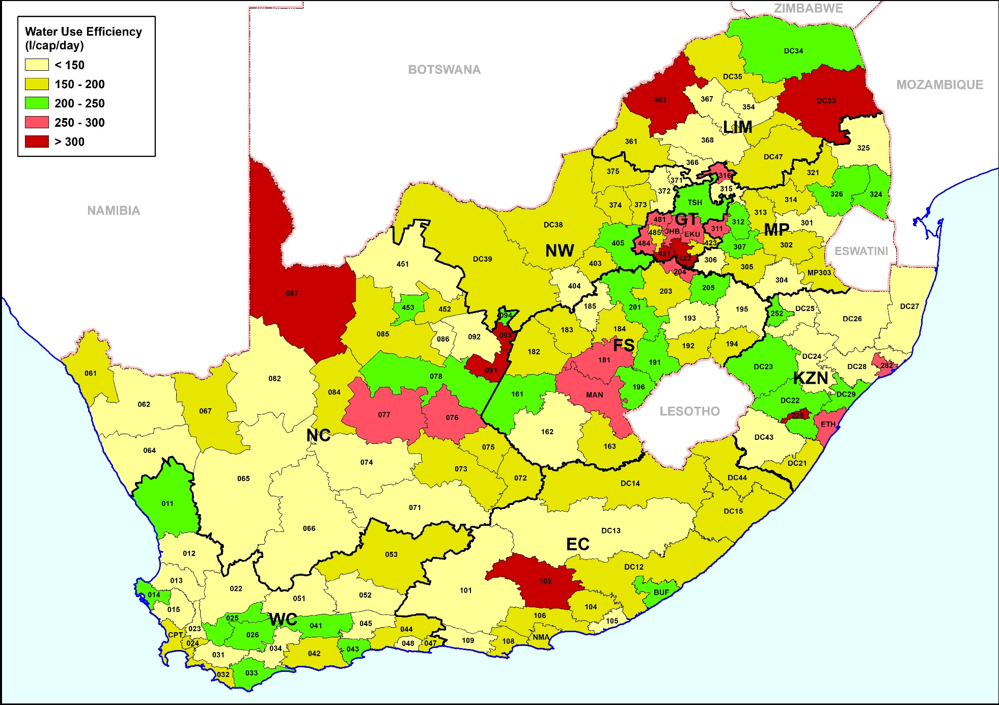 Water Use Efficiency
(l/cap/day)
< 150
150 - 200
200 - 250
250 - 300
> 300
ZIMBABWE
BOTSWANA
MOZAMBIQUE
NAMIBIA
ESWATINI
LESOTHO
DC34
DC35
362
367
354
DC33
LIM
361
368
325
366
DC47
375
371
316
321
372
315
326
324
374
373
TSH
314
313
481
GT
312
301
DC38
485
JHB
EKU
311
MP
405
484
423
307
302
NW
421
422
306
305
403
204
MP303
451
DC39
404
304
087
203
205
453
452
185
201
195
DC25
DC27
094
252
193
DC26
085
086
092
093
183
184
FS
192
194
182
181
191
DC24
061
091
DC23
DC28
282
082
078
KZN
084
161
MAN
196
DC29
062
067
DC22
077
076
225
ETH
NC
162
DC43
064
075
163
074
073
DC21
065
072
DC44
DC14
011
071
DC15
066
DC13
EC
012
053
DC12
013
102
022
101
BUF
014
051
052
015
104
025
WC
041
045
106
105
023
026
044
CPT
024
034
043
048
047
109
108
NMA
031
042
032
033